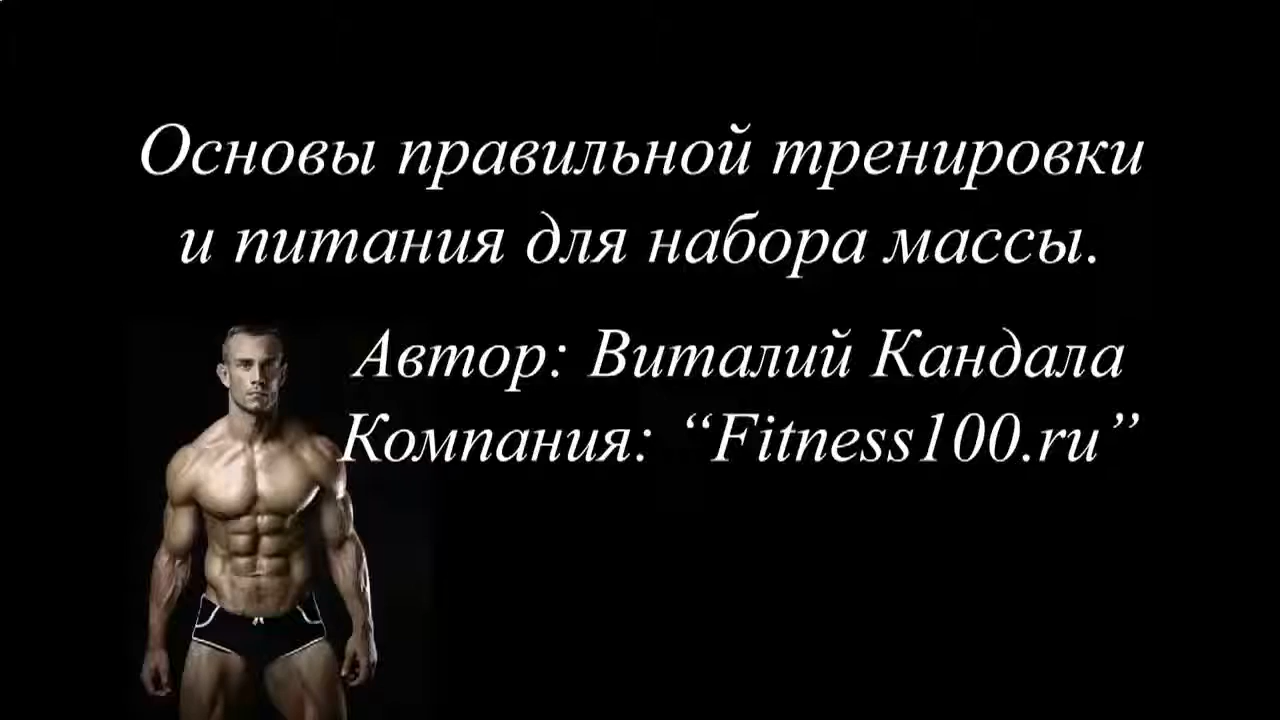 Основы правильной тренировки
и питания для набора массы.
Автор: Виталий Кандала
Компания: “Fitness100.ru”